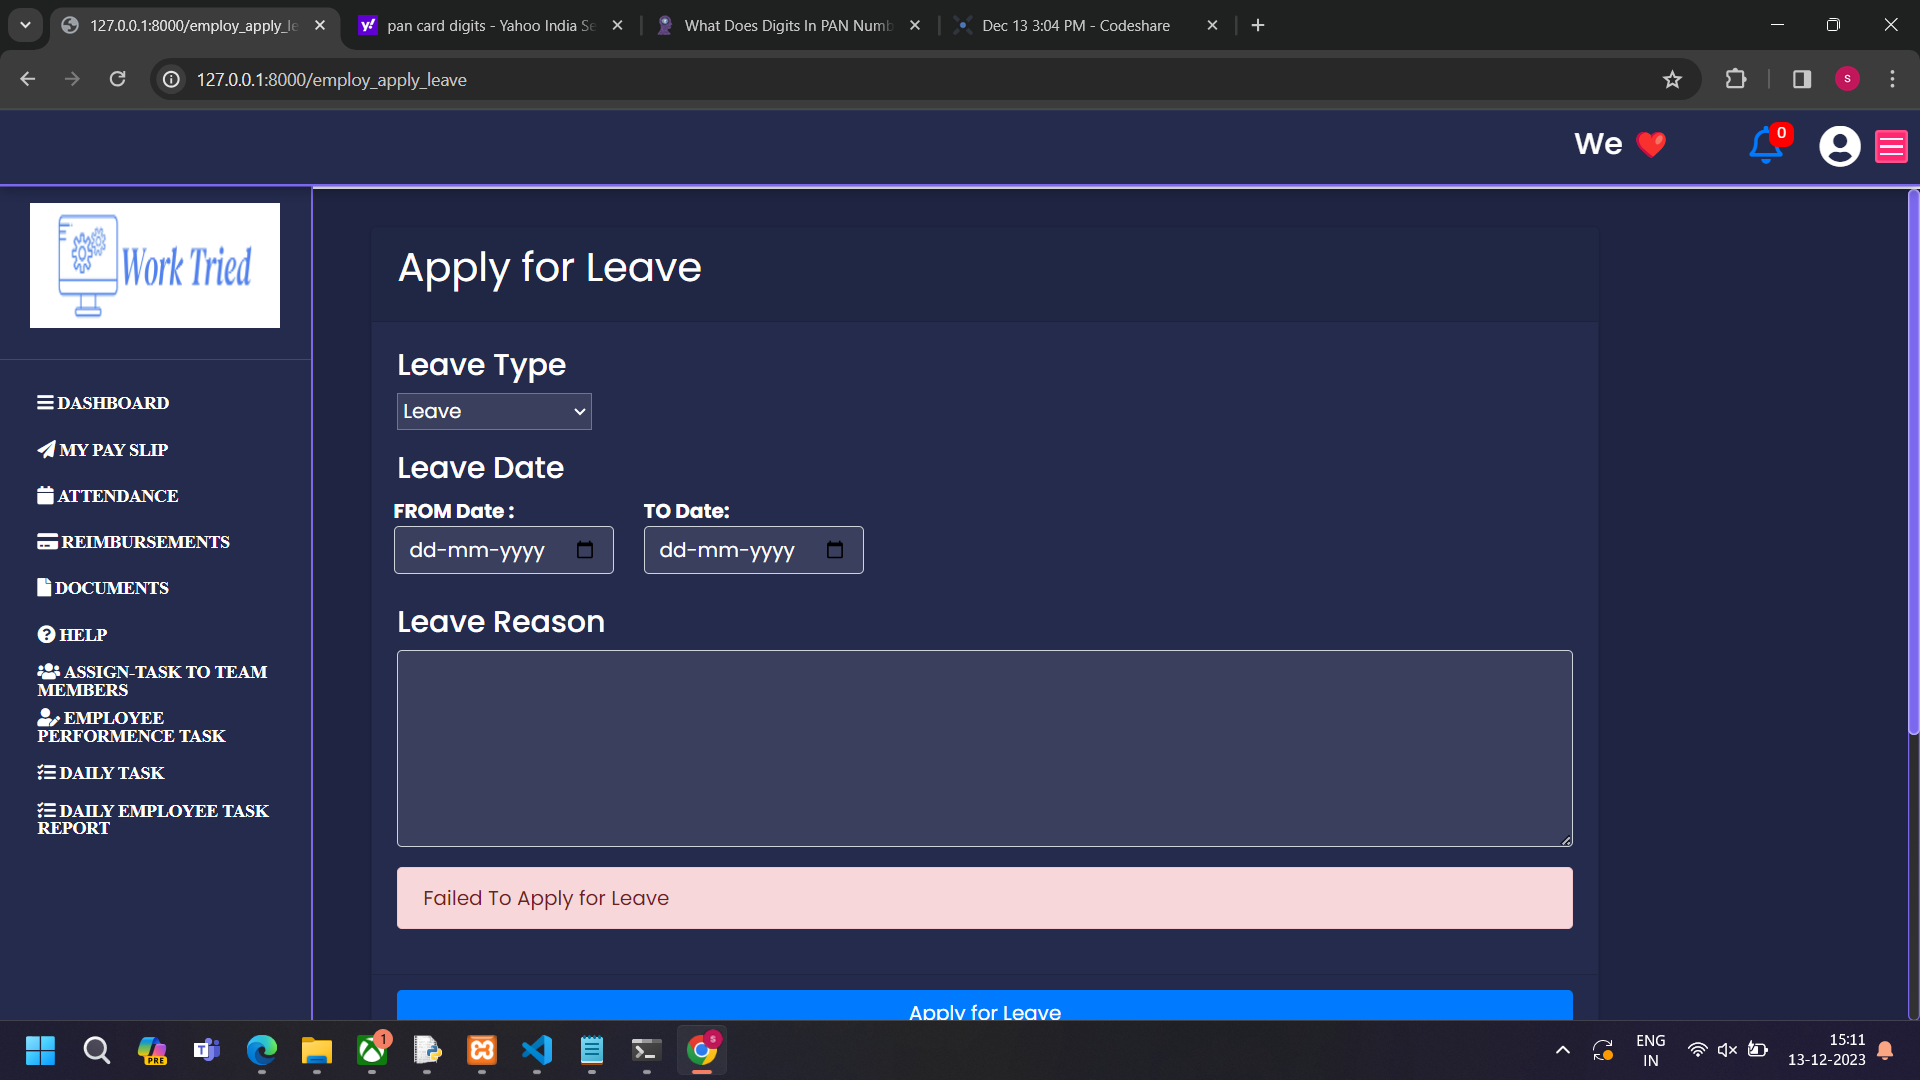 127.0.0.1:8000/employ_apply_le
pan card digits - Yahoo India Se
What Does Digits In PAN Numb
Dec 13 3:04 PM - Codeshare
127.0.0.1:8000/employ_apply_leave
S
We ❤️
0
Work Tried
DASHBOARD
MY PAY SLIP
ATTENDANCE
REIMBURSEMENTS
DOCUMENTS
HELP
ASSIGN-TASK TO TEAM
MEMBERS
EMPLOYEE
PERFORMENCE TASK
DAILY TASK
DAILY EMPLOYEE TASK
REPORT
Apply for Leave
Leave Type
Leave
Leave Date
FROM Date : TO Date:
dd-mm-yyyy dd-mm-yyyy
Leave Reason
Failed To Apply for Leave
Apply for Leave
PRE
1
S
ENG
IN
15:11
13-12-2023